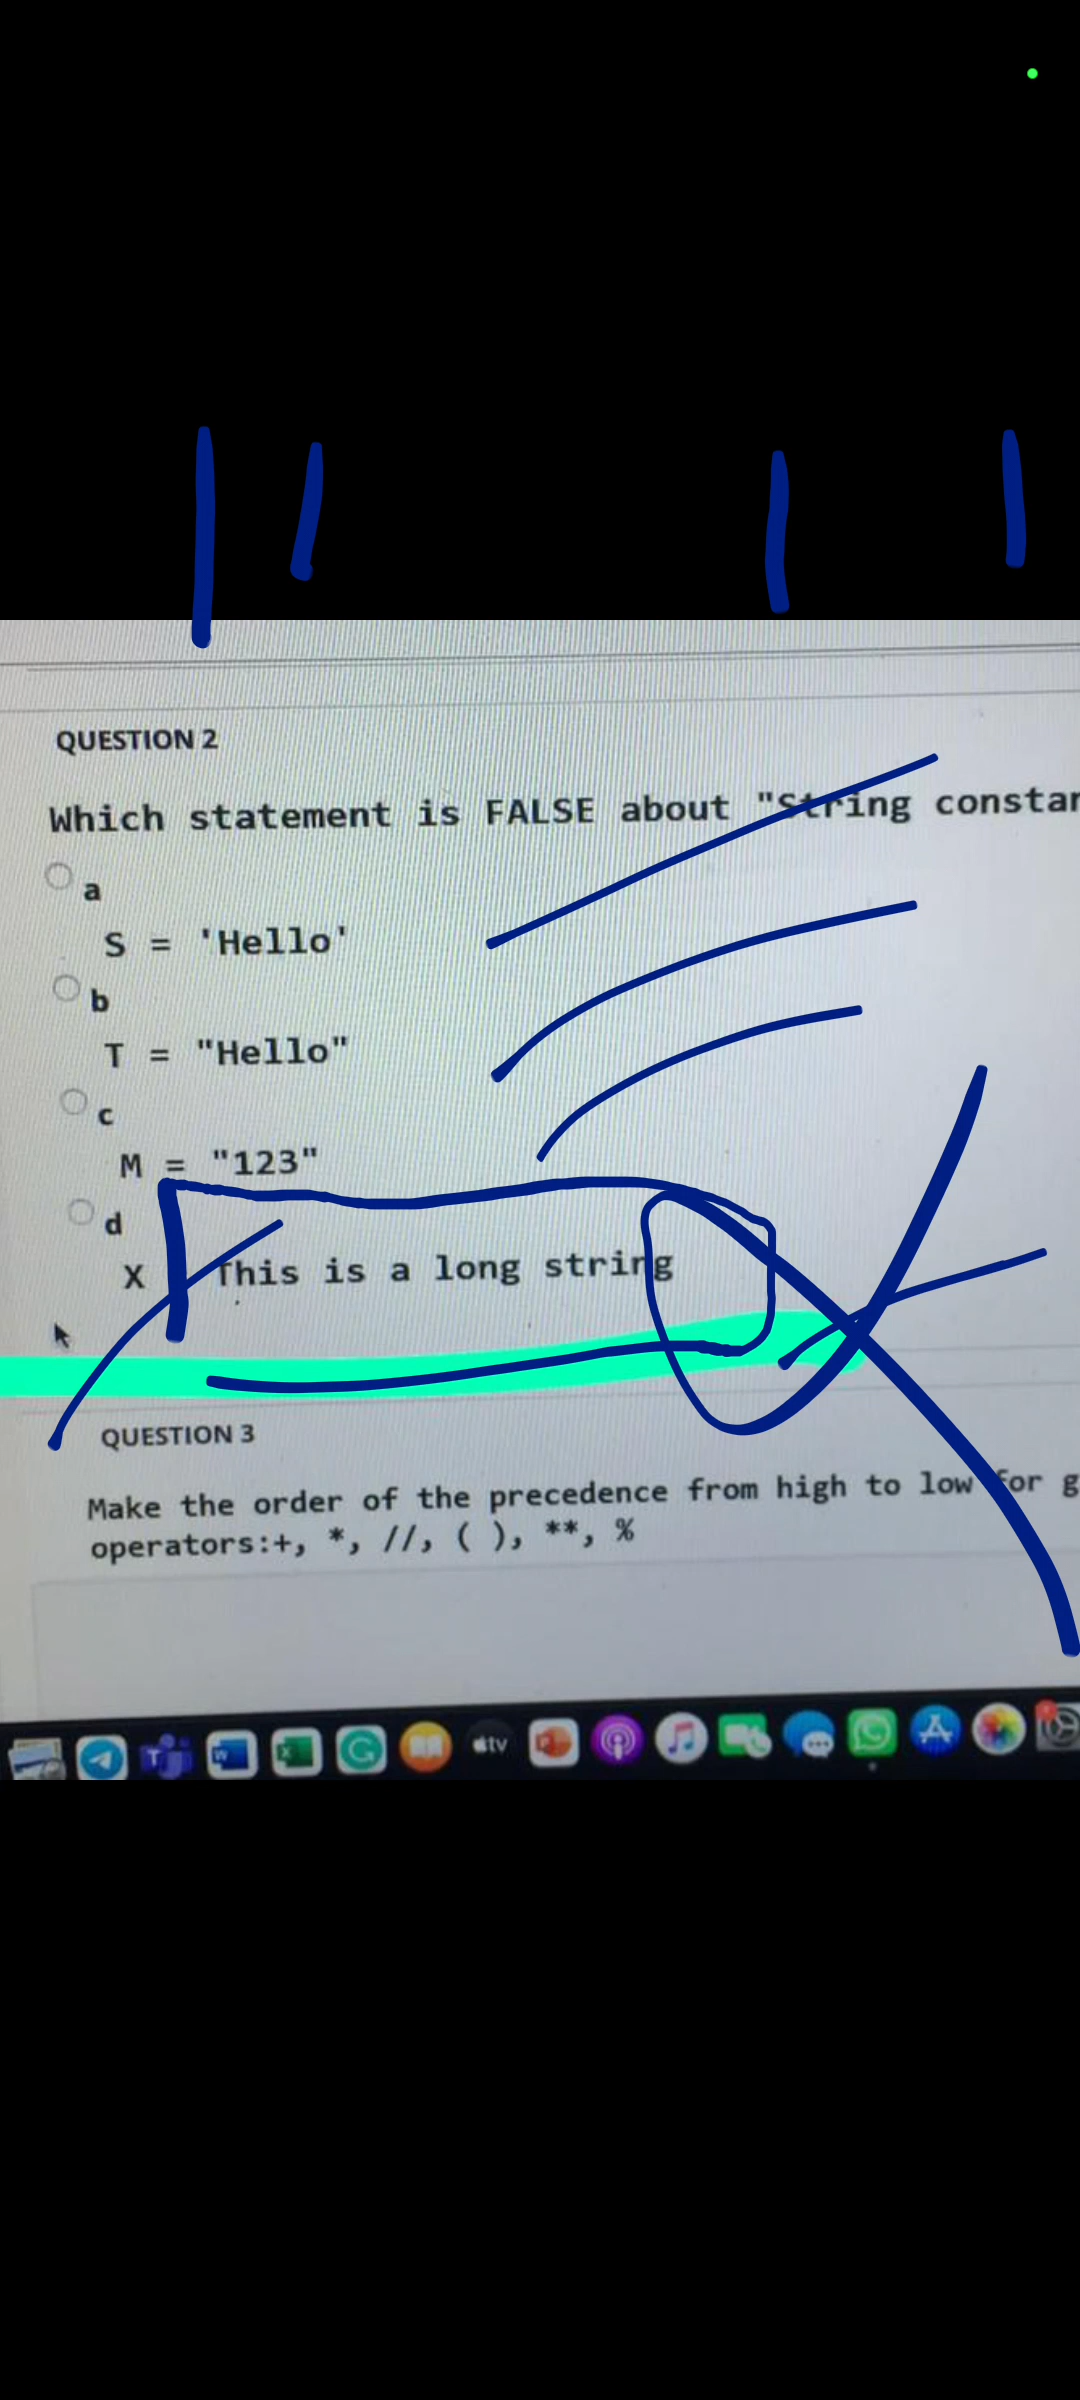 QUESTION 2
Which statement is FALSE about "String
a
S = 'Hello'
b
T = "Hello"
c
M = "123"
d
X This is a long string
QUESTION 3
Make the order of the precedence from high to low for
operators:+, *, //, ( ), **, %
tv